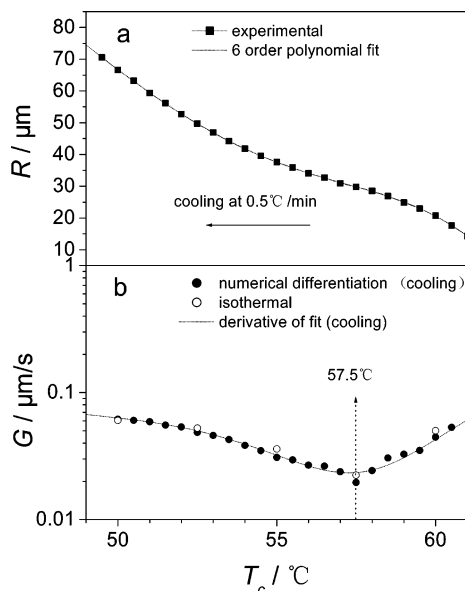 a
experimental
6 order polynomial fit
85
80
70
60
50
40
30
20
10
R / μm
cooling at 0.5℃/min
b
numerical differentiation （cooling）
isothermal
derivative of fit (cooling)
57.5℃
1
0.1
0.01
G / μm/s
50
55
60
T_c / ℃